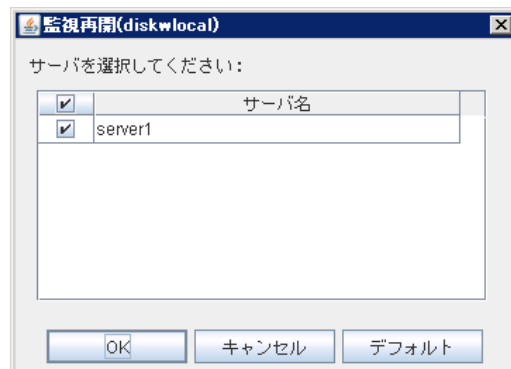 監視再開(diskwlocal)
サーバを選択してください:
サーバ名
server1
OK
キャンセル
デフォルト